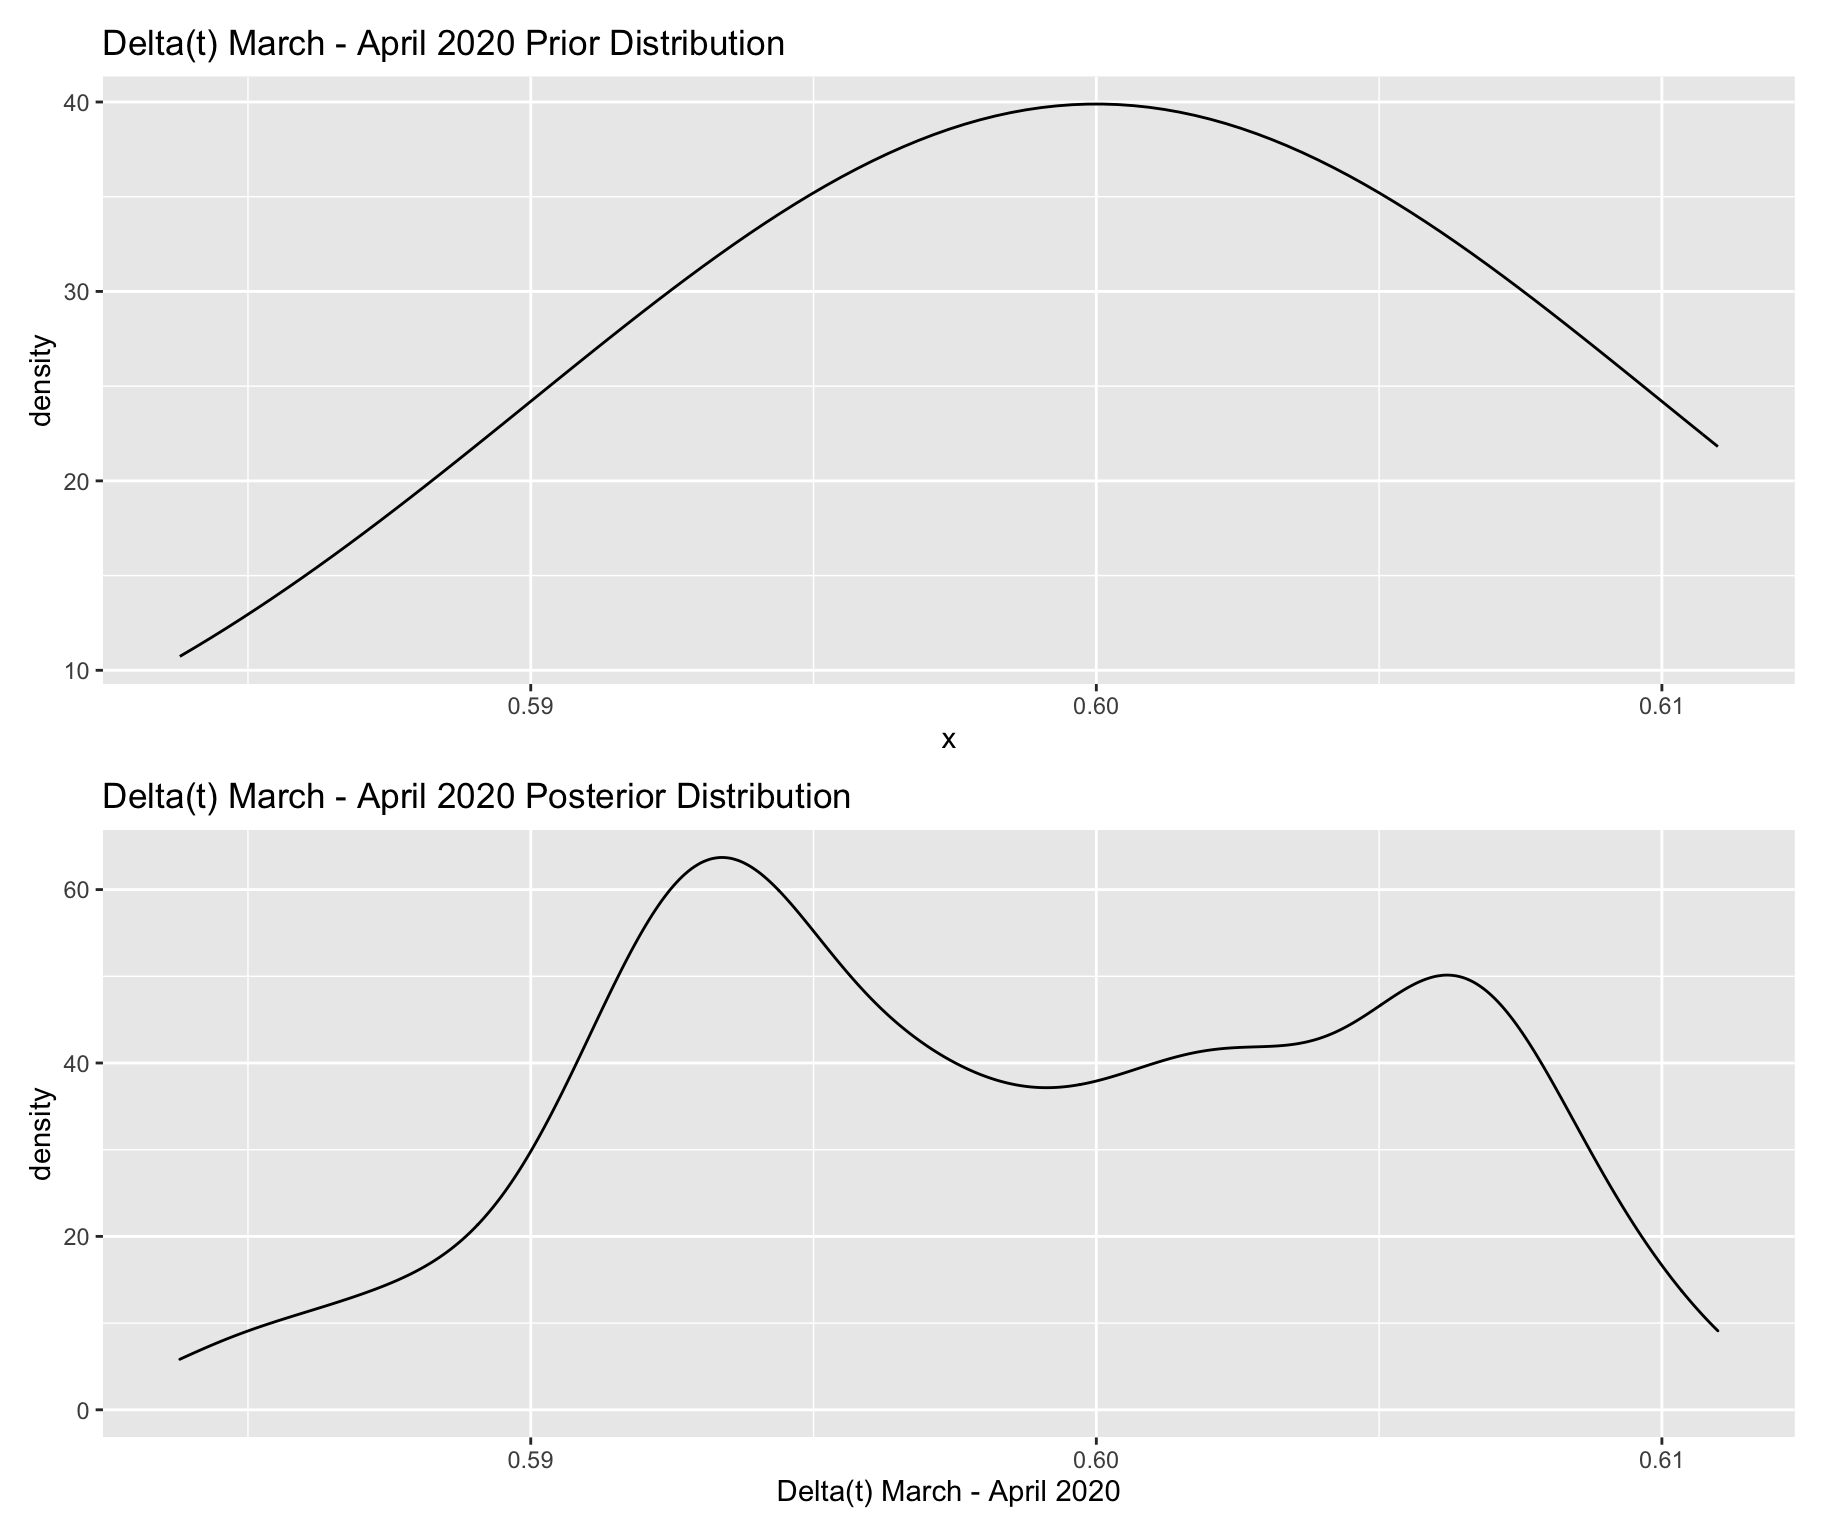 Delta(t) March - April 2020 Prior Distribution
40
30
20
10
density
0.59 0.60 0.61
x
Delta(t) March - April 2020 Posterior Distribution
60
40
20
0
density
0.59 0.60 0.61
Delta(t) March - April 2020